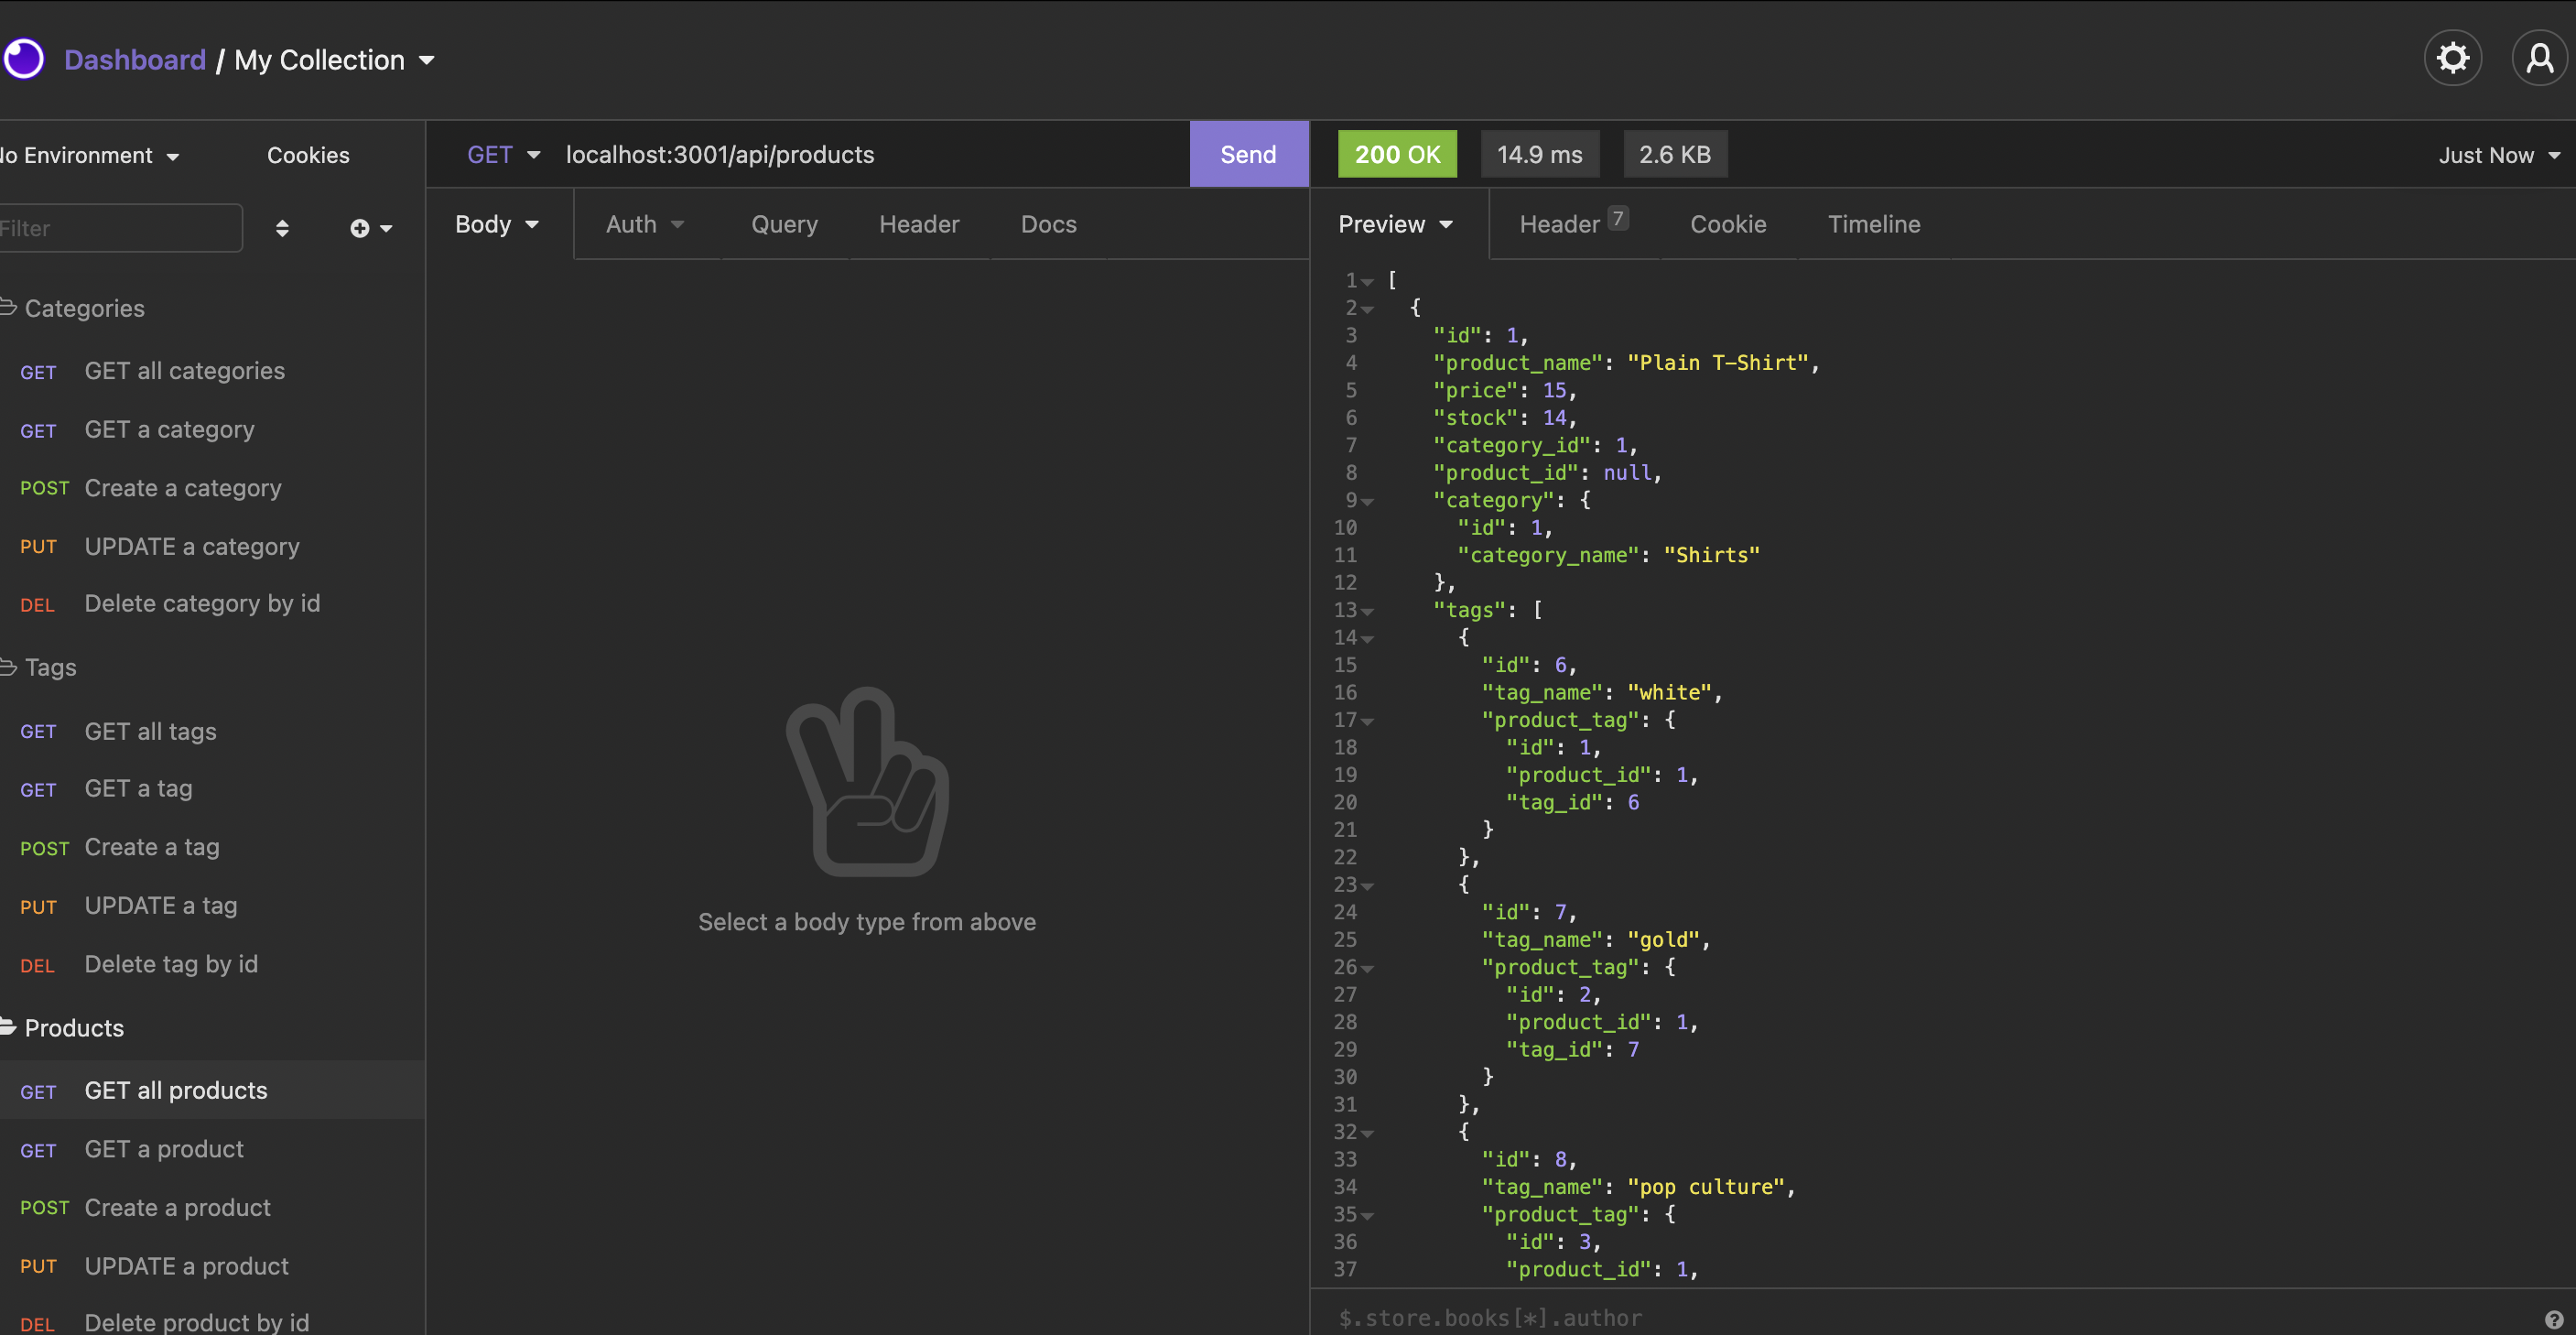 Dashboard / My Collection
No Environment
Cookies
Filter
Categories
GET GET all categories
GET GET a category
POST Create a category
PUT UPDATE a category
DEL Delete category by id
Tags
GET GET all tags
GET GET a tag
POST Create a tag
PUT UPDATE a tag
DEL Delete tag by id
Products
GET GET all products
GET GET a product
POST Create a product
PUT UPDATE a product
DEL Delete product by id
GET localhost:3001/api/products Send
Body Auth Query Header Docs
Select a body type from above
200 OK 14.9 ms 2.6 KB Just Now
Preview Header 7 Cookie Timeline
1 [
2 {
3 "id": 1,
4 "product_name": "Plain T-Shirt",
5 "price": 15,
6 "stock": 14,
7 "category_id": 1,
8 "product_id": null,
9 "category": {
10 "id": 1,
11 "category_name": "Shirts"
12 },
13 "tags": [
14 {
15 "id": 6,
16 "tag_name": "white",
17 "product_tag": {
18 "id": 1,
19 "product_id": 1,
20 "tag_id": 6
21 }
22 },
23 {
24 "id": 7,
25 "tag_name": "gold",
26 "product_tag": {
27 "id": 2,
28 "product_id": 1,
29 "tag_id": 7
30 }
31 },
32 {
33 "id": 8,
34 "tag_name": "pop culture",
35 "product_tag": {
36 "id": 3,
37 "product_id": 1,
$.store.books[*].author